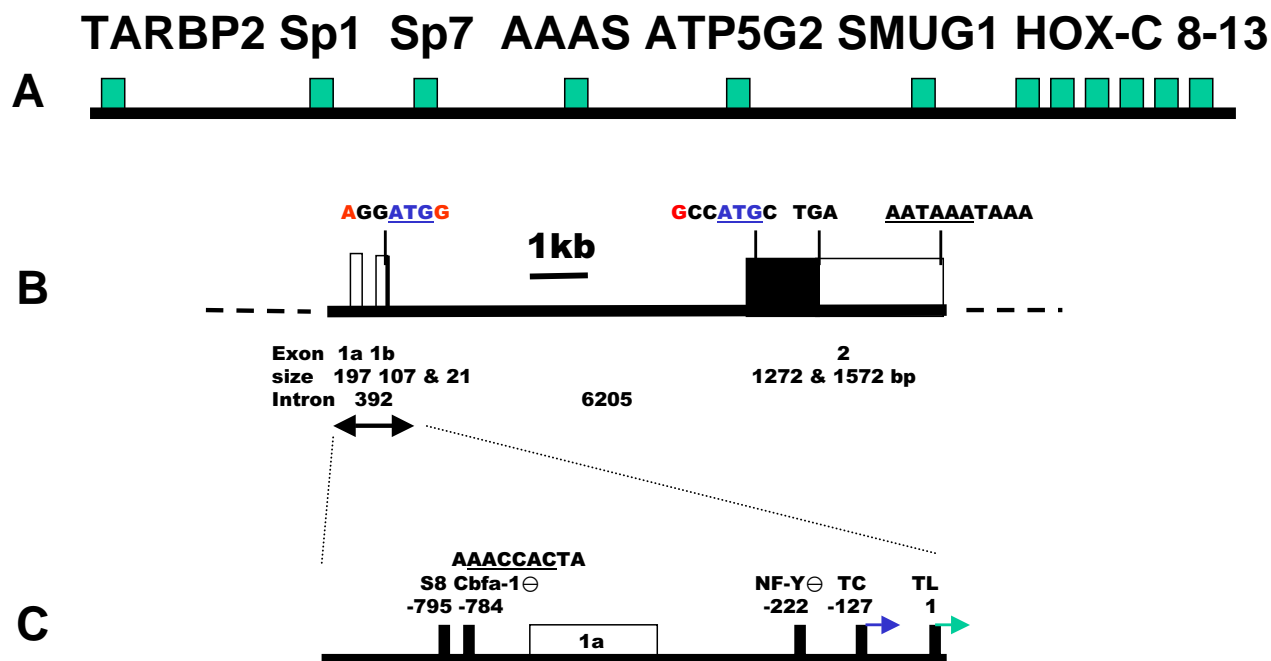 TARBP2 Sp1 Sp7 AAAS ATP5G2 SMUG1 HOX-C 8-13
A
AGGATGG GCCATGC TGA AATAAATAAA
1kb
B
Exon 1a 1b 2
size 197 107 & 21 1272 & 1572 bp
Intron 392 6205
AAACCACTA
S8 Cbfa-1⊖ NF-Y⊖ TC TL
-795 -784 -222 -127 1
C
1a